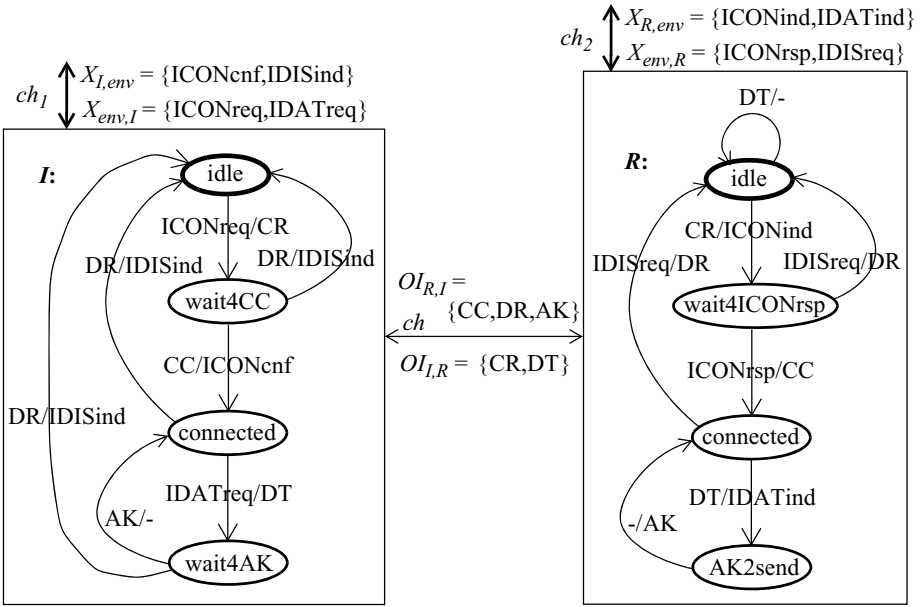 X_{R,env} = {ICONind,IDATind}
ch_2
X_{env,R} = {ICONrsp,IDISreq}
X_{I,env} = {ICONcnf,IDISind}
ch_1
X_{env,I} = {ICONreq,IDATreq}
I:
idle
ICONreq/CR
DR/IDISind
DR/IDISind
wait4CC
CC/ICONcnf
DR/IDISind
connected
IDATreq/DT
AK/-
wait4AK
OI_{R,I} =
{CC,DR,AK}
ch
OI_{I,R} = {CR,DT}
DT/-
R:
idle
CR/ICONind
IDISreq/DR
IDISreq/DR
wait4ICONrsp
ICONrsp/CC
connected
DT/IDATind
-/AK
AK2send